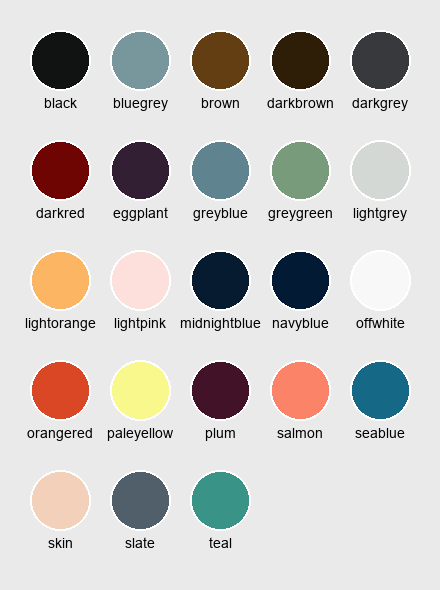 black bluegrey brown darkbrown darkgrey
darkred eggplant greyblue greygreen lightgrey
lightorange lightpink midnightblue navyblue offwhite
orangered paleyellow plum salmon seablue
skin slate teal